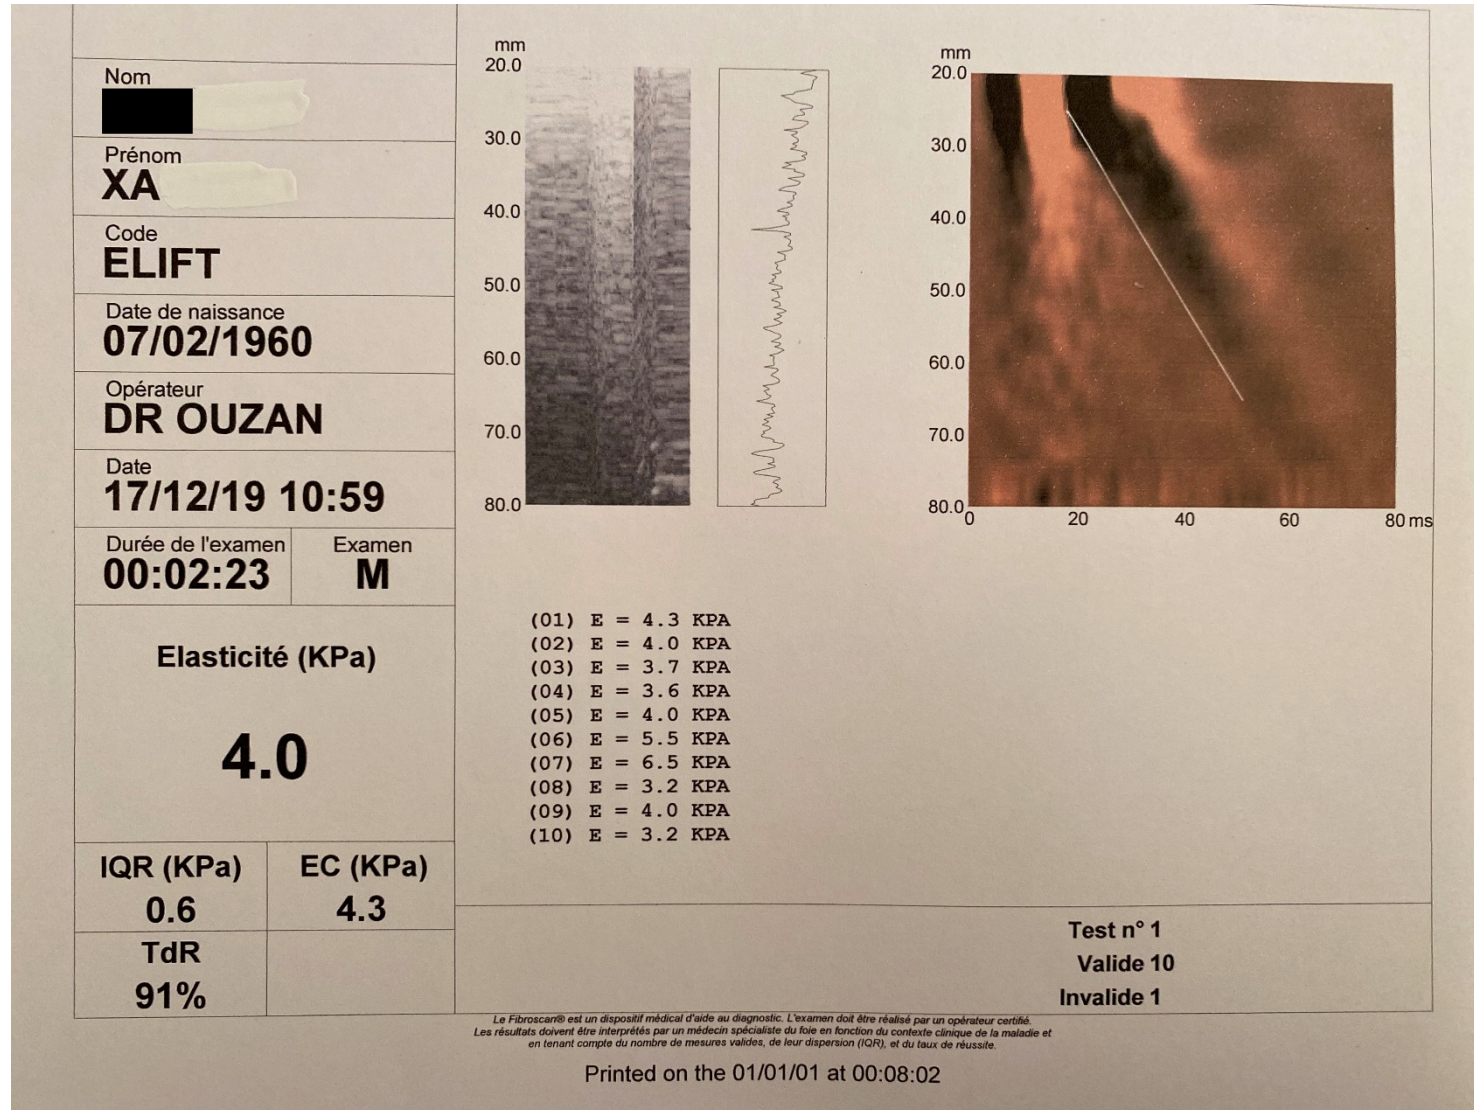 Nom
Prénom
XA
Code
ELIFT
Date de naissance
07/02/1960
Opérateur
DR OUZAN
Date
17/12/19 10:59
Durée de l'examen
00:02:23
Examen
M
Elasticité (KPa)
4.0
IQR (KPa)
0.6
EC (KPa)
4.3
TdR
91%
mm
20.0
30.0
40.0
50.0
60.0
70.0
80.0
mm
20.0
30.0
40.0
50.0
60.0
70.0
80.0
0 20 40 60 80 ms
(01) E = 4.3 KPA
(02) E = 4.0 KPA
(03) E = 3.7 KPA
(04) E = 3.6 KPA
(05) E = 4.0 KPA
(06) E = 5.5 KPA
(07) E = 6.5 KPA
(08) E = 3.2 KPA
(09) E = 4.0 KPA
(10) E = 3.2 KPA
Test n° 1
Valide 10
Invalide 1
Le Fibroscan® est un dispositif médical d'aide au diagnostic. L'examen doit être réalisé par un opérateur certifié.
Les résultats doivent être interprétés par un médecin spécialiste du foie en fonction du contexte clinique de la maladie et
en tenant compte du nombre de mesures valides, de leur dispersion (IQR), et du taux de réussite.
Printed on the 01/01/01 at 00:08:02